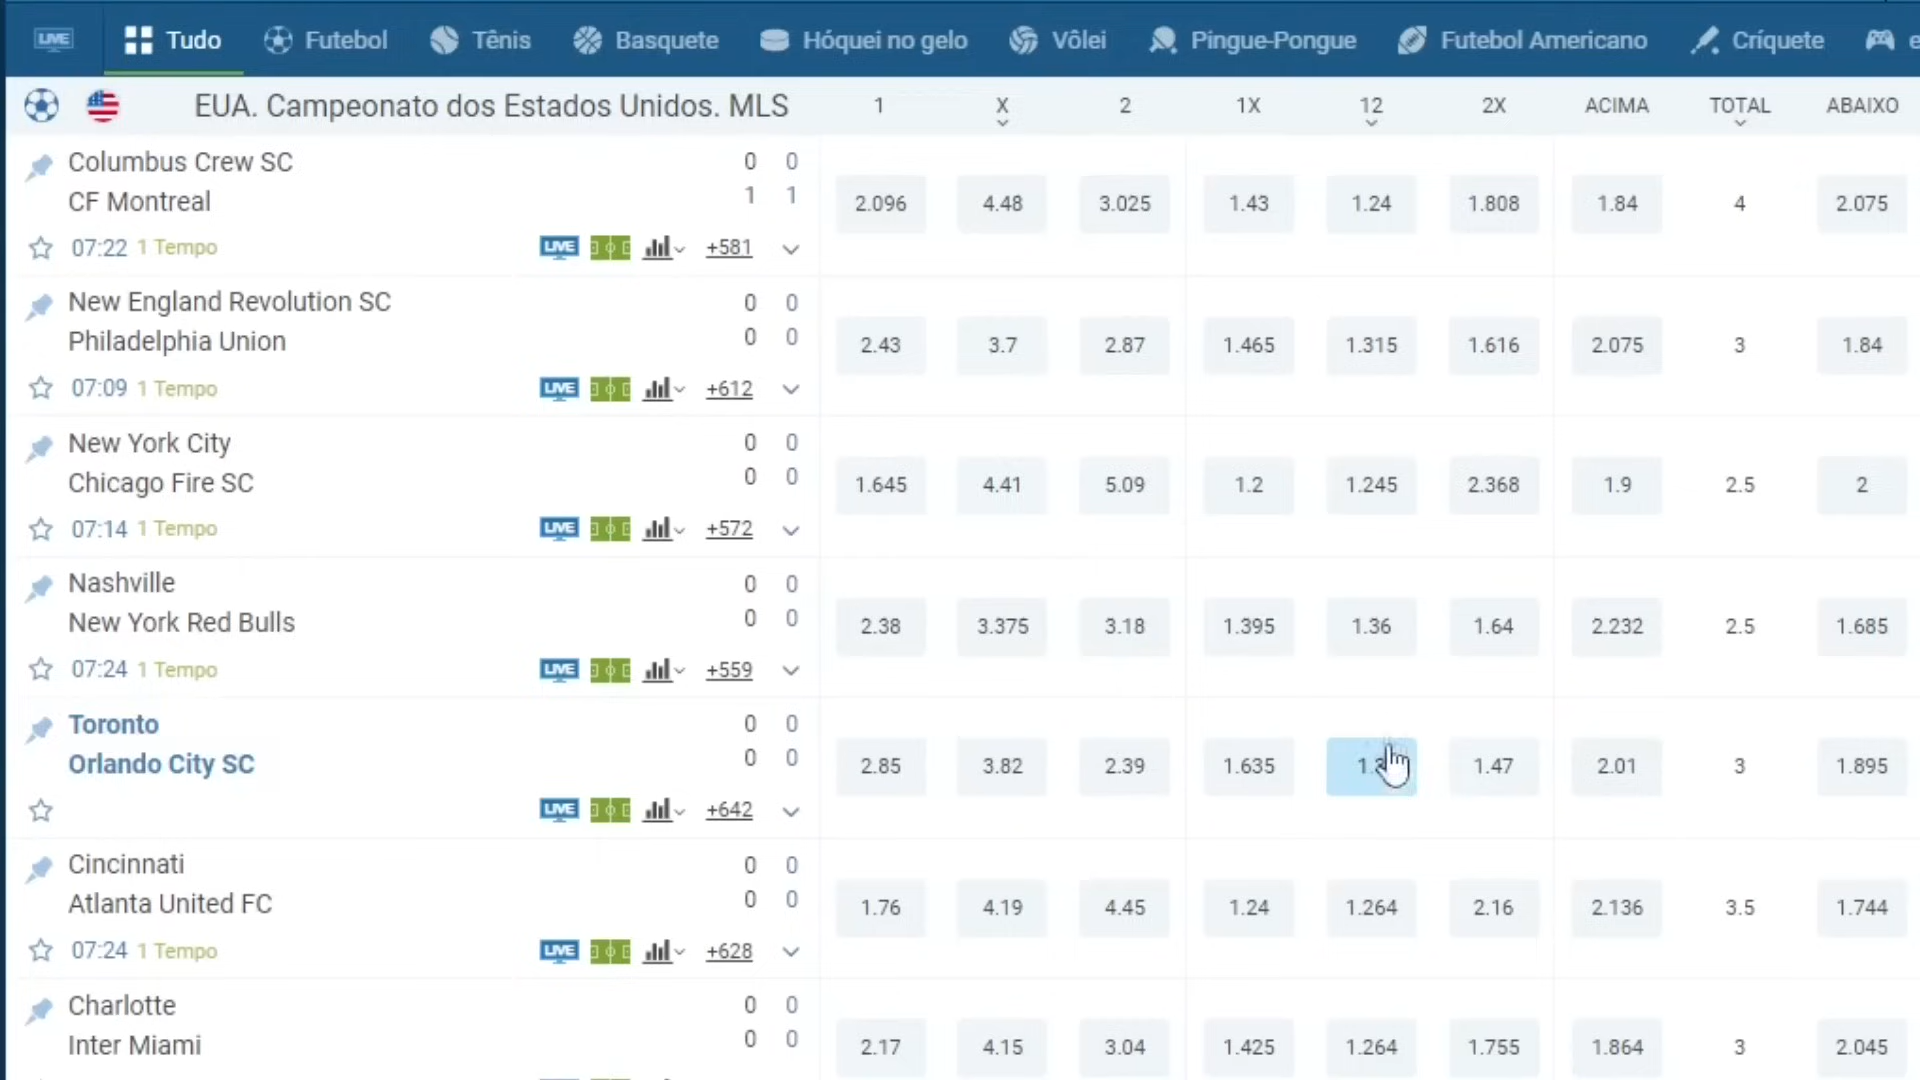 LIVE Tudo Futebol Tênis Basquete Hóquei no gelo Vôlei Pingue-Pongue Futebol Americano Críquete
EUA. Campeonato dos Estados Unidos. MLS 1 X 2 1X 12 2X ACIMA TOTAL ABAIXO
Columbus Crew SC 0 0
CF Montreal 1 1
2.096 4.48 3.025 1.43 1.24 1.808 1.84 4 2.075
07:22 1 Tempo LIVE +581
New England Revolution SC 0 0
Philadelphia Union 0 0
2.43 3.7 2.87 1.465 1.315 1.616 2.075 3 1.84
07:09 1 Tempo LIVE +612
New York City 0 0
Chicago Fire SC 0 0
1.645 4.41 5.09 1.2 1.245 2.368 1.9 2.5 2
07:14 1 Tempo LIVE +572
Nashville 0 0
New York Red Bulls 0 0
2.38 3.375 3.18 1.395 1.36 1.64 2.232 2.5 1.685
07:24 1 Tempo LIVE +559
Toronto 0 0
Orlando City SC 0 0
2.85 3.82 2.39 1.635 1.47 2.01 3 1.895
LIVE +642
Cincinnati 0 0
Atlanta United FC 0 0
1.76 4.19 4.45 1.24 1.264 2.16 2.136 3.5 1.744
07:24 1 Tempo LIVE +628
Charlotte 0 0
Inter Miami 0 0
2.17 4.15 3.04 1.425 1.264 1.755 1.864 3 2.045